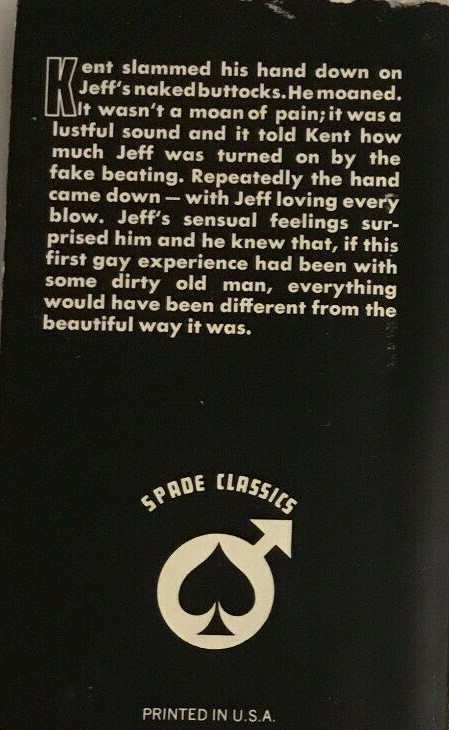 Kent slammed his hand down on
Jeff's naked buttocks. He moaned.
It wasn't a moan of pain; it was a
lustful sound and it told Kent how
much Jeff was turned on by the
fake beating. Repeatedly the hand
came down — with Jeff loving every
blow. Jeff's sensual feelings sur-
prised him and he knew that, if this
first gay experience had been with
some dirty old man, everything
would have been different from the
beautiful way it was.
SPADE CLASSICS
PRINTED IN U.S.A.